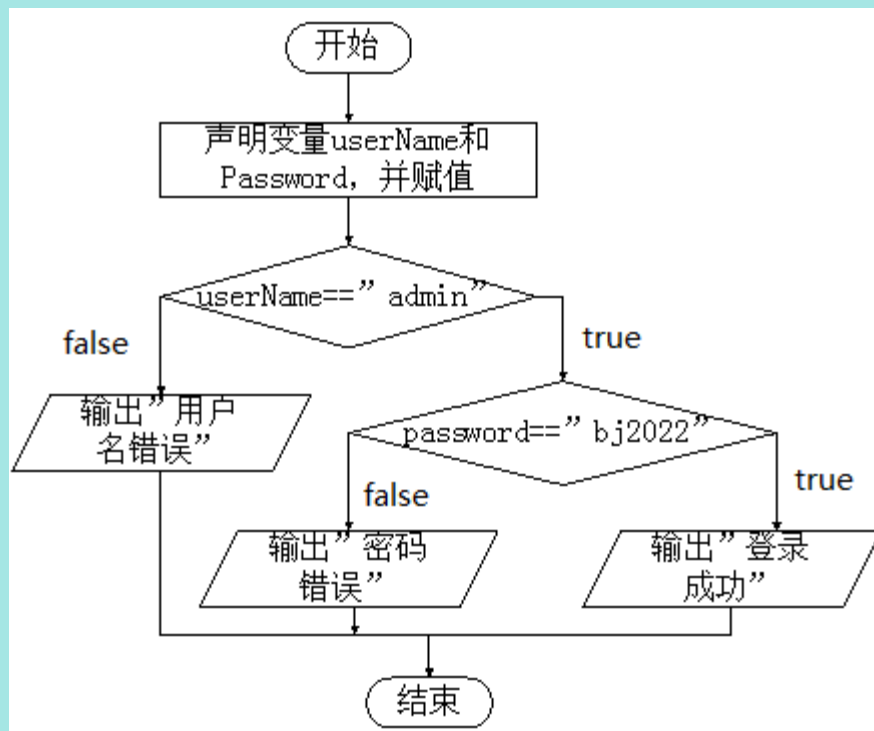 开始
声明变量userName和
Password, 并赋值
userName==”admin”
false
true
输出”用户
名错误”
password==”bj2022”
false
true
输出”密码
错误”
输出”登录
成功”
结束